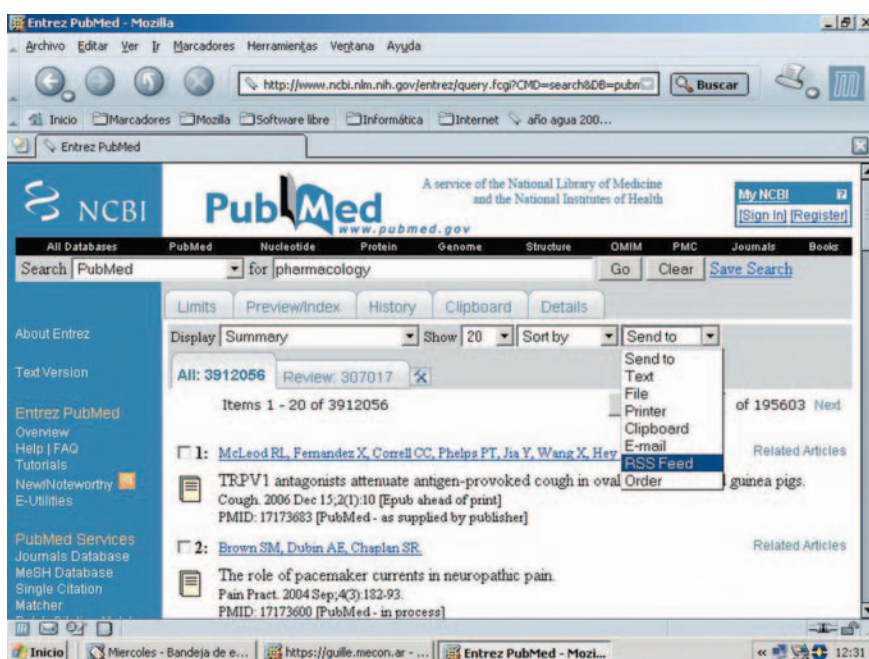 Entrez PubMed - Mozilla
Archivo Editar Ver Ir Marcadores Herramientas Ventana Ayuda
http://www.ncbi.nlm.nih.gov/entrez/query.fcgi?CMD=search&DB=pubm Buscar
Inicio Marcadores Mozilla Software libre Informática Internet año agua 200...
Entrez PubMed
NCBI
PubMed
www.pubmed.gov
A service of the National Library of Medicine
and the National Institutes of Health
My NCBI
[Sign In] [Register]
All Databases PubMed Nucleotide Protein Genome Structure OMIM PMC Journals Books
Search PubMed for pharmacology Go Clear Save Search
Limits Preview/Index History Clipboard Details
About Entrez
Text Version
Entrez PubMed
Overview
Help | FAQ
Tutorials
New/Noteworthy
E-Utilities
PubMed Services
Journals Database
MeSH Database
Single Citation
Matcher
Display Summary Show 20 Sort by Send to
Send to
Text
File
Printer
Clipboard
E-mail
RSS Feed
Order
All: 3912056 Review: 307017
Items 1 - 20 of 3912056 of 195603 Next
1: McLeod RL, Fernandez X, Correll CC, Phelps PT, Jia Y, Wang X, Hey Related Articles
TRPV1 antagonists attenuate antigen-provoked cough in oval guinea pigs.
Cough. 2006 Dec 15;2(1):10 [Epub ahead of print]
PMID: 17173683 [PubMed - as supplied by publisher]
2: Brown SM, Dubin AE, Chaplan SR. Related Articles
The role of pacemaker currents in neuropathic pain.
Pain Pract. 2004 Sep;4(3):182-93.
PMID: 17173600 [PubMed - in process]
Inicio Miercoles - Bandeja de e... https://guille.mecon.ar - ... Entrez PubMed - Mozi... 12:31